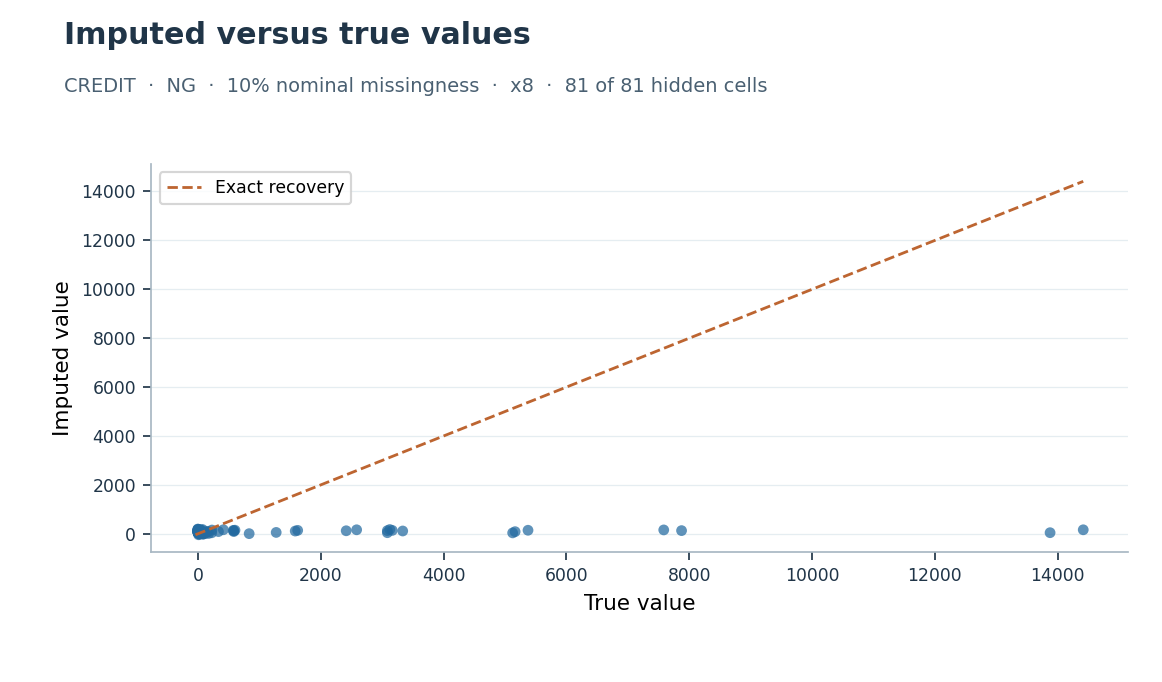 Imputed versus true values
CREDIT · NG · 10% nominal missingness · x8 · 81 of 81 hidden cells
Exact recovery
14000
12000
10000
8000
6000
4000
2000
0
Imputed value
0 2000 4000 6000 8000 10000 12000 14000
True value